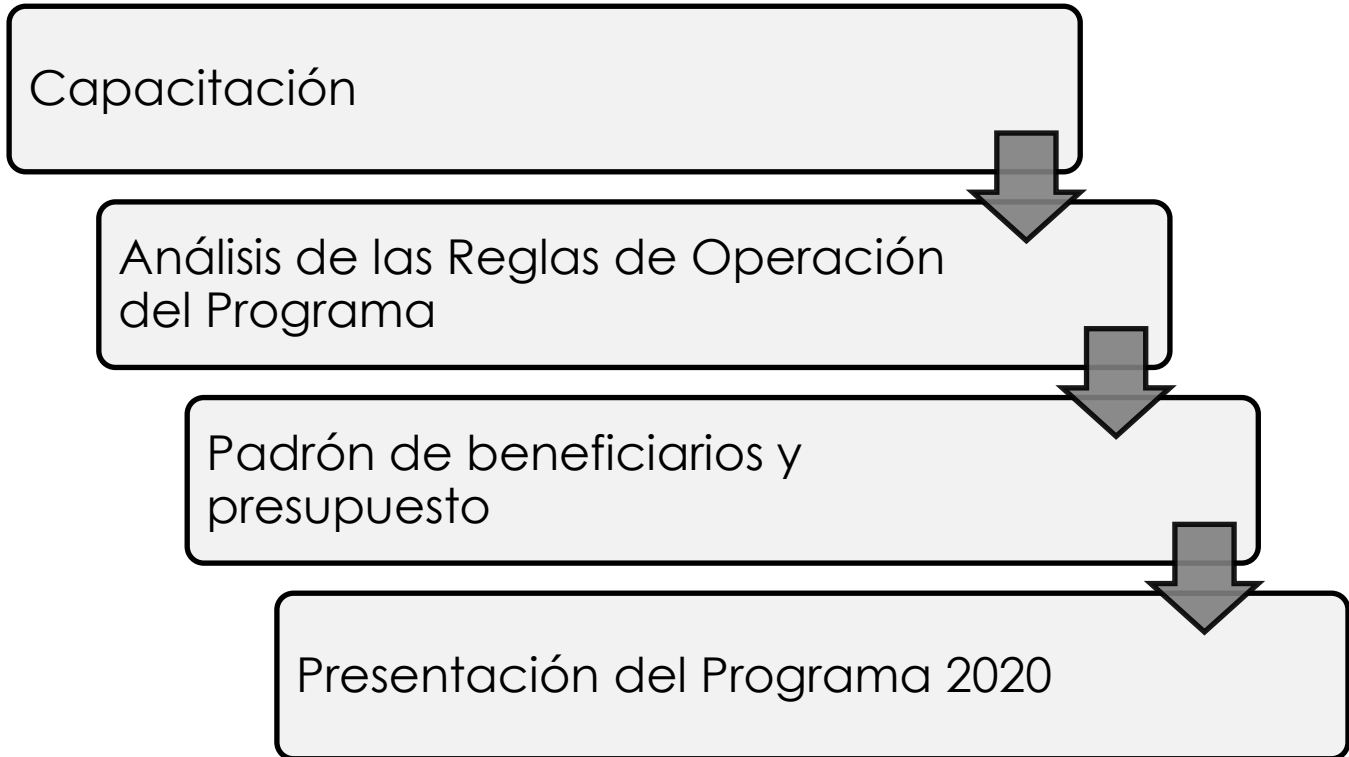 Capacitación
Análisis de las Reglas de Operación
del Programa
Padrón de beneficiarios y
presupuesto
Presentación del Programa 2020